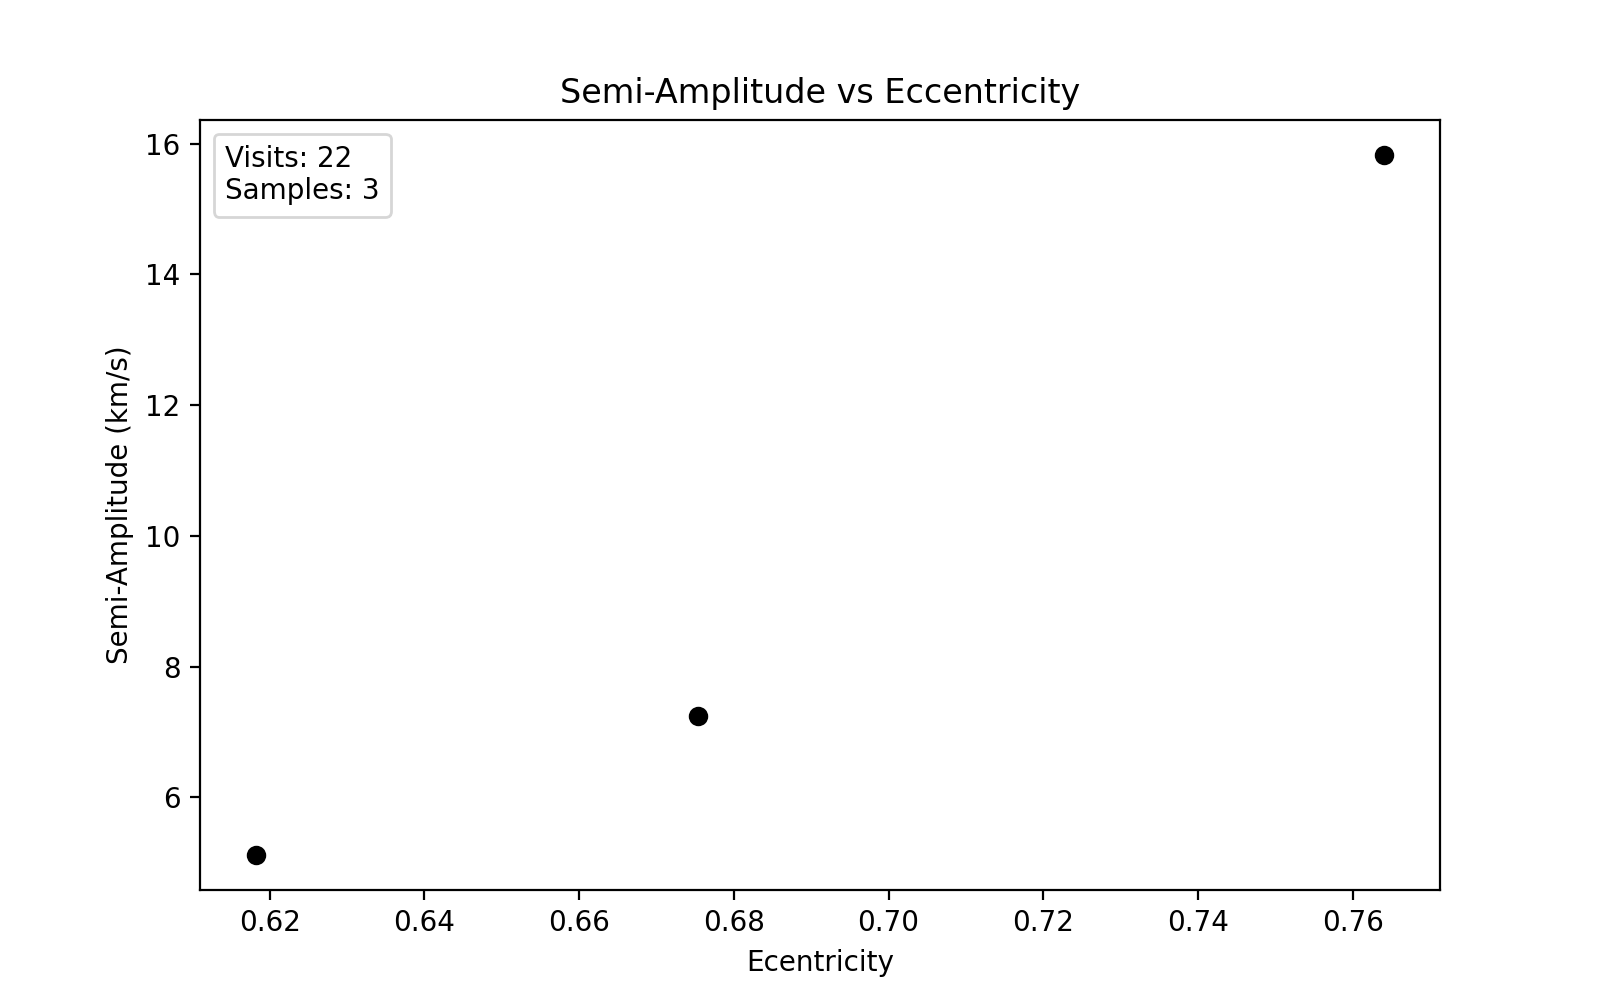 Semi-Amplitude vs Eccentricity
Visits: 22
Samples: 3
Semi-Amplitude (km/s)
16
14
12
10
8
6
0.62 0.64 0.66 0.68 0.70 0.72 0.74 0.76
Ecentricity